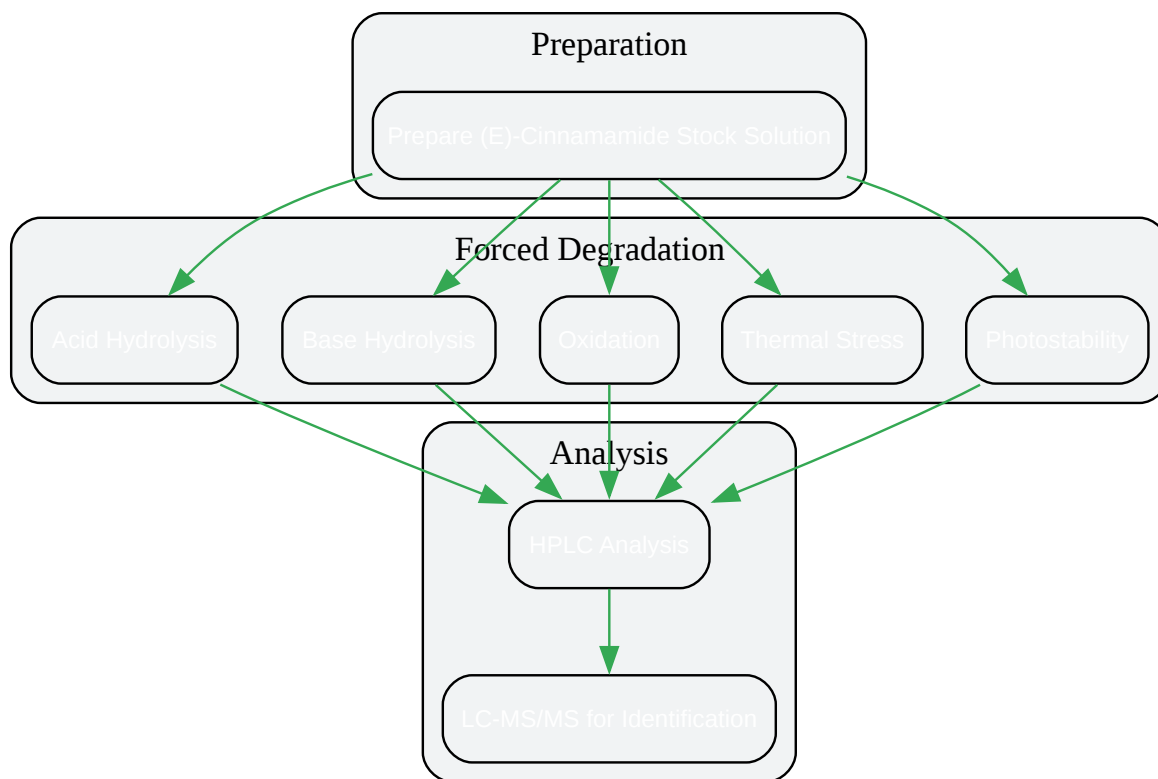 Preparation
Prepare (E)-Cinnamamide Stock Solution
Forced Degradation
Acid Hydrolysis
Base Hydrolysis
Oxidation
Thermal Stress
Photostability
Analysis
HPLC Analysis
LC-MS/MS for Identification